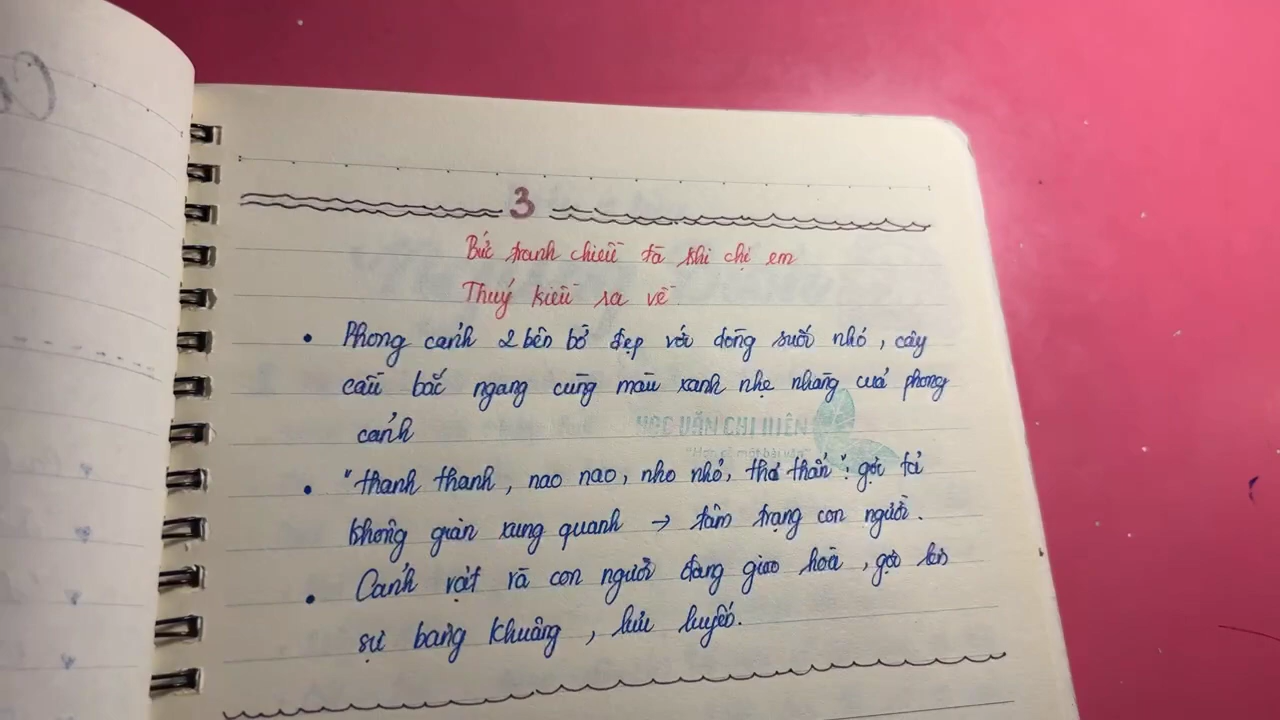 3
Bức tranh chiều tà khi chị em
Thuý Kiều ra về
• Phong cảnh 2 bên bờ đẹp với dòng suối nhỏ, cây
cầu bắc ngang cùng màu xanh nhẹ nhàng của phong
cảnh
HỌC VĂN CHỊ HIÊN
• "thanh thanh, nao nao, nho nhỏ, thơ thẩn": gợi tả
không gian xung quanh → tâm trạng con người.
• Cảnh vật và con người đang giao hoà, gợi lên
sự bâng khuâng, lưu luyến.